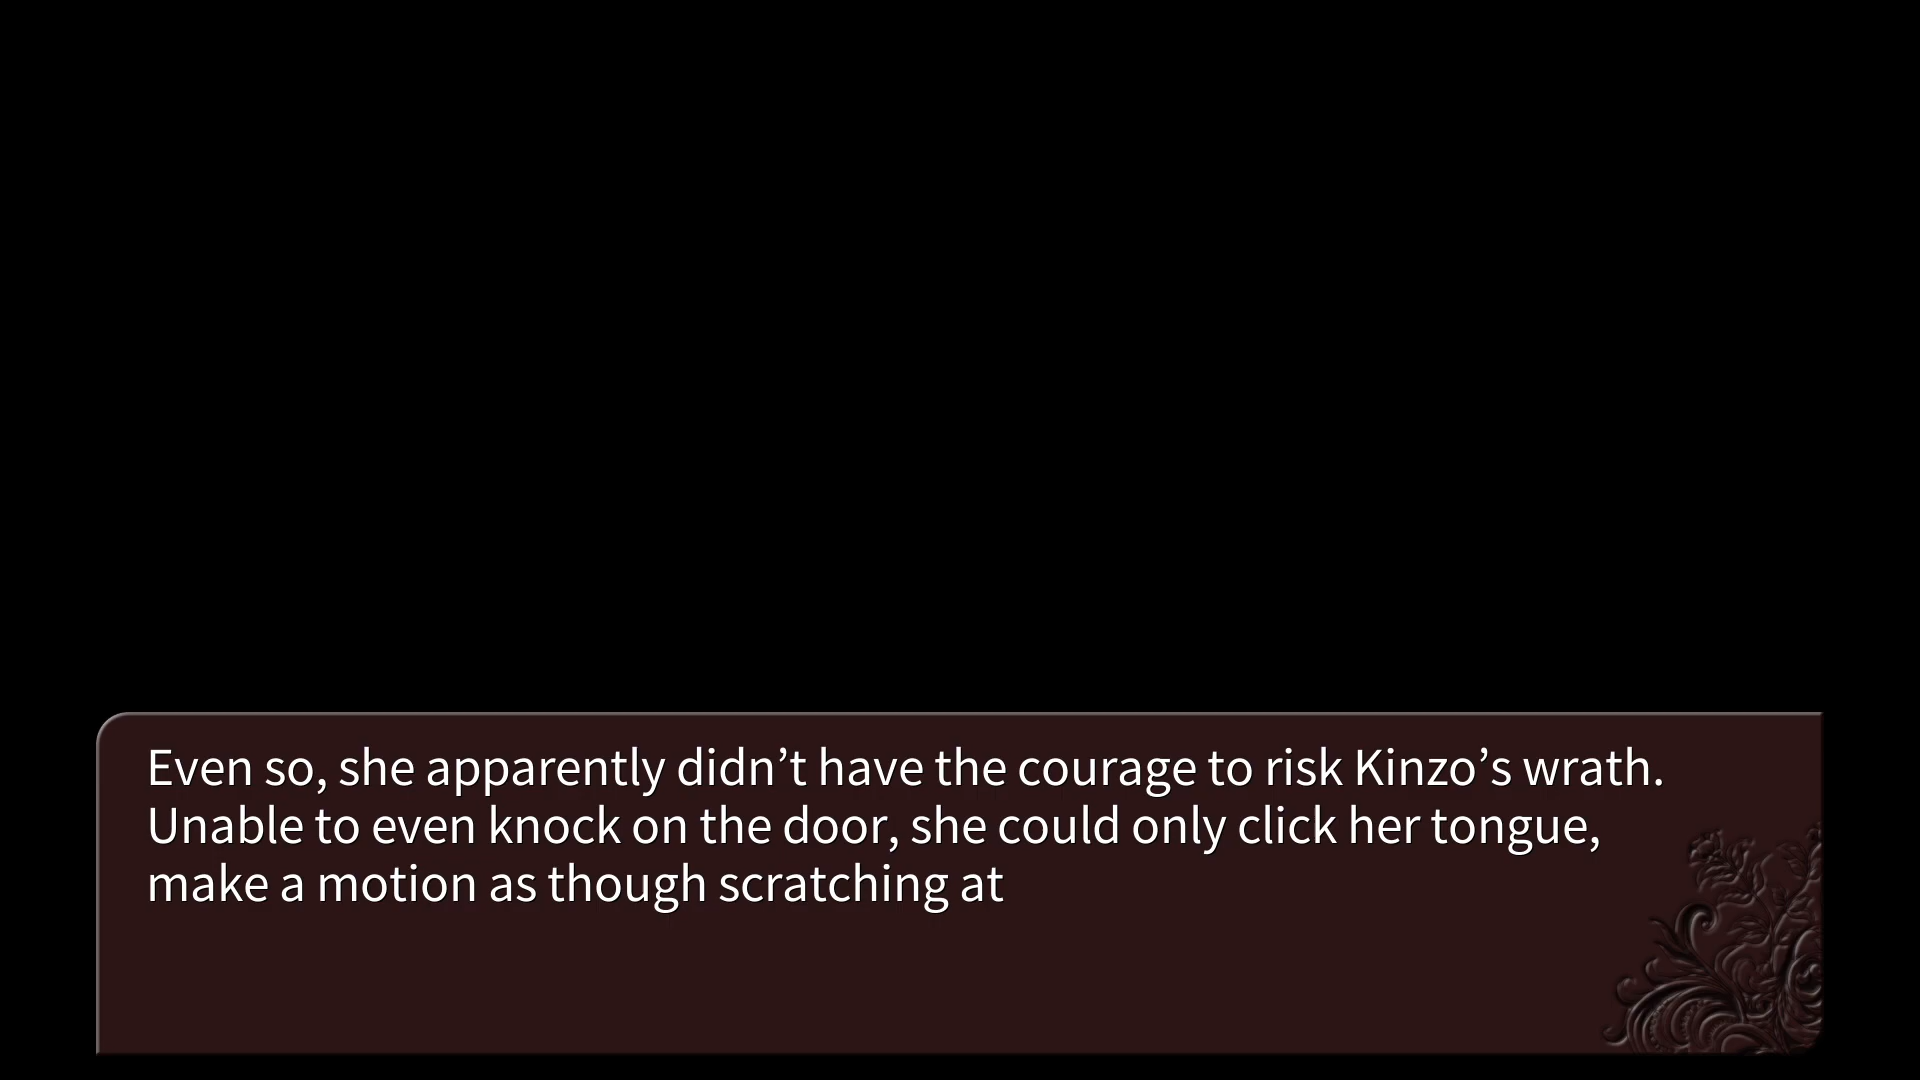 Even so, she apparently didn’t have the courage to risk Kinzo’s wrath.
Unable to even knock on the door, she could only click her tongue,
make a motion as though scratching at